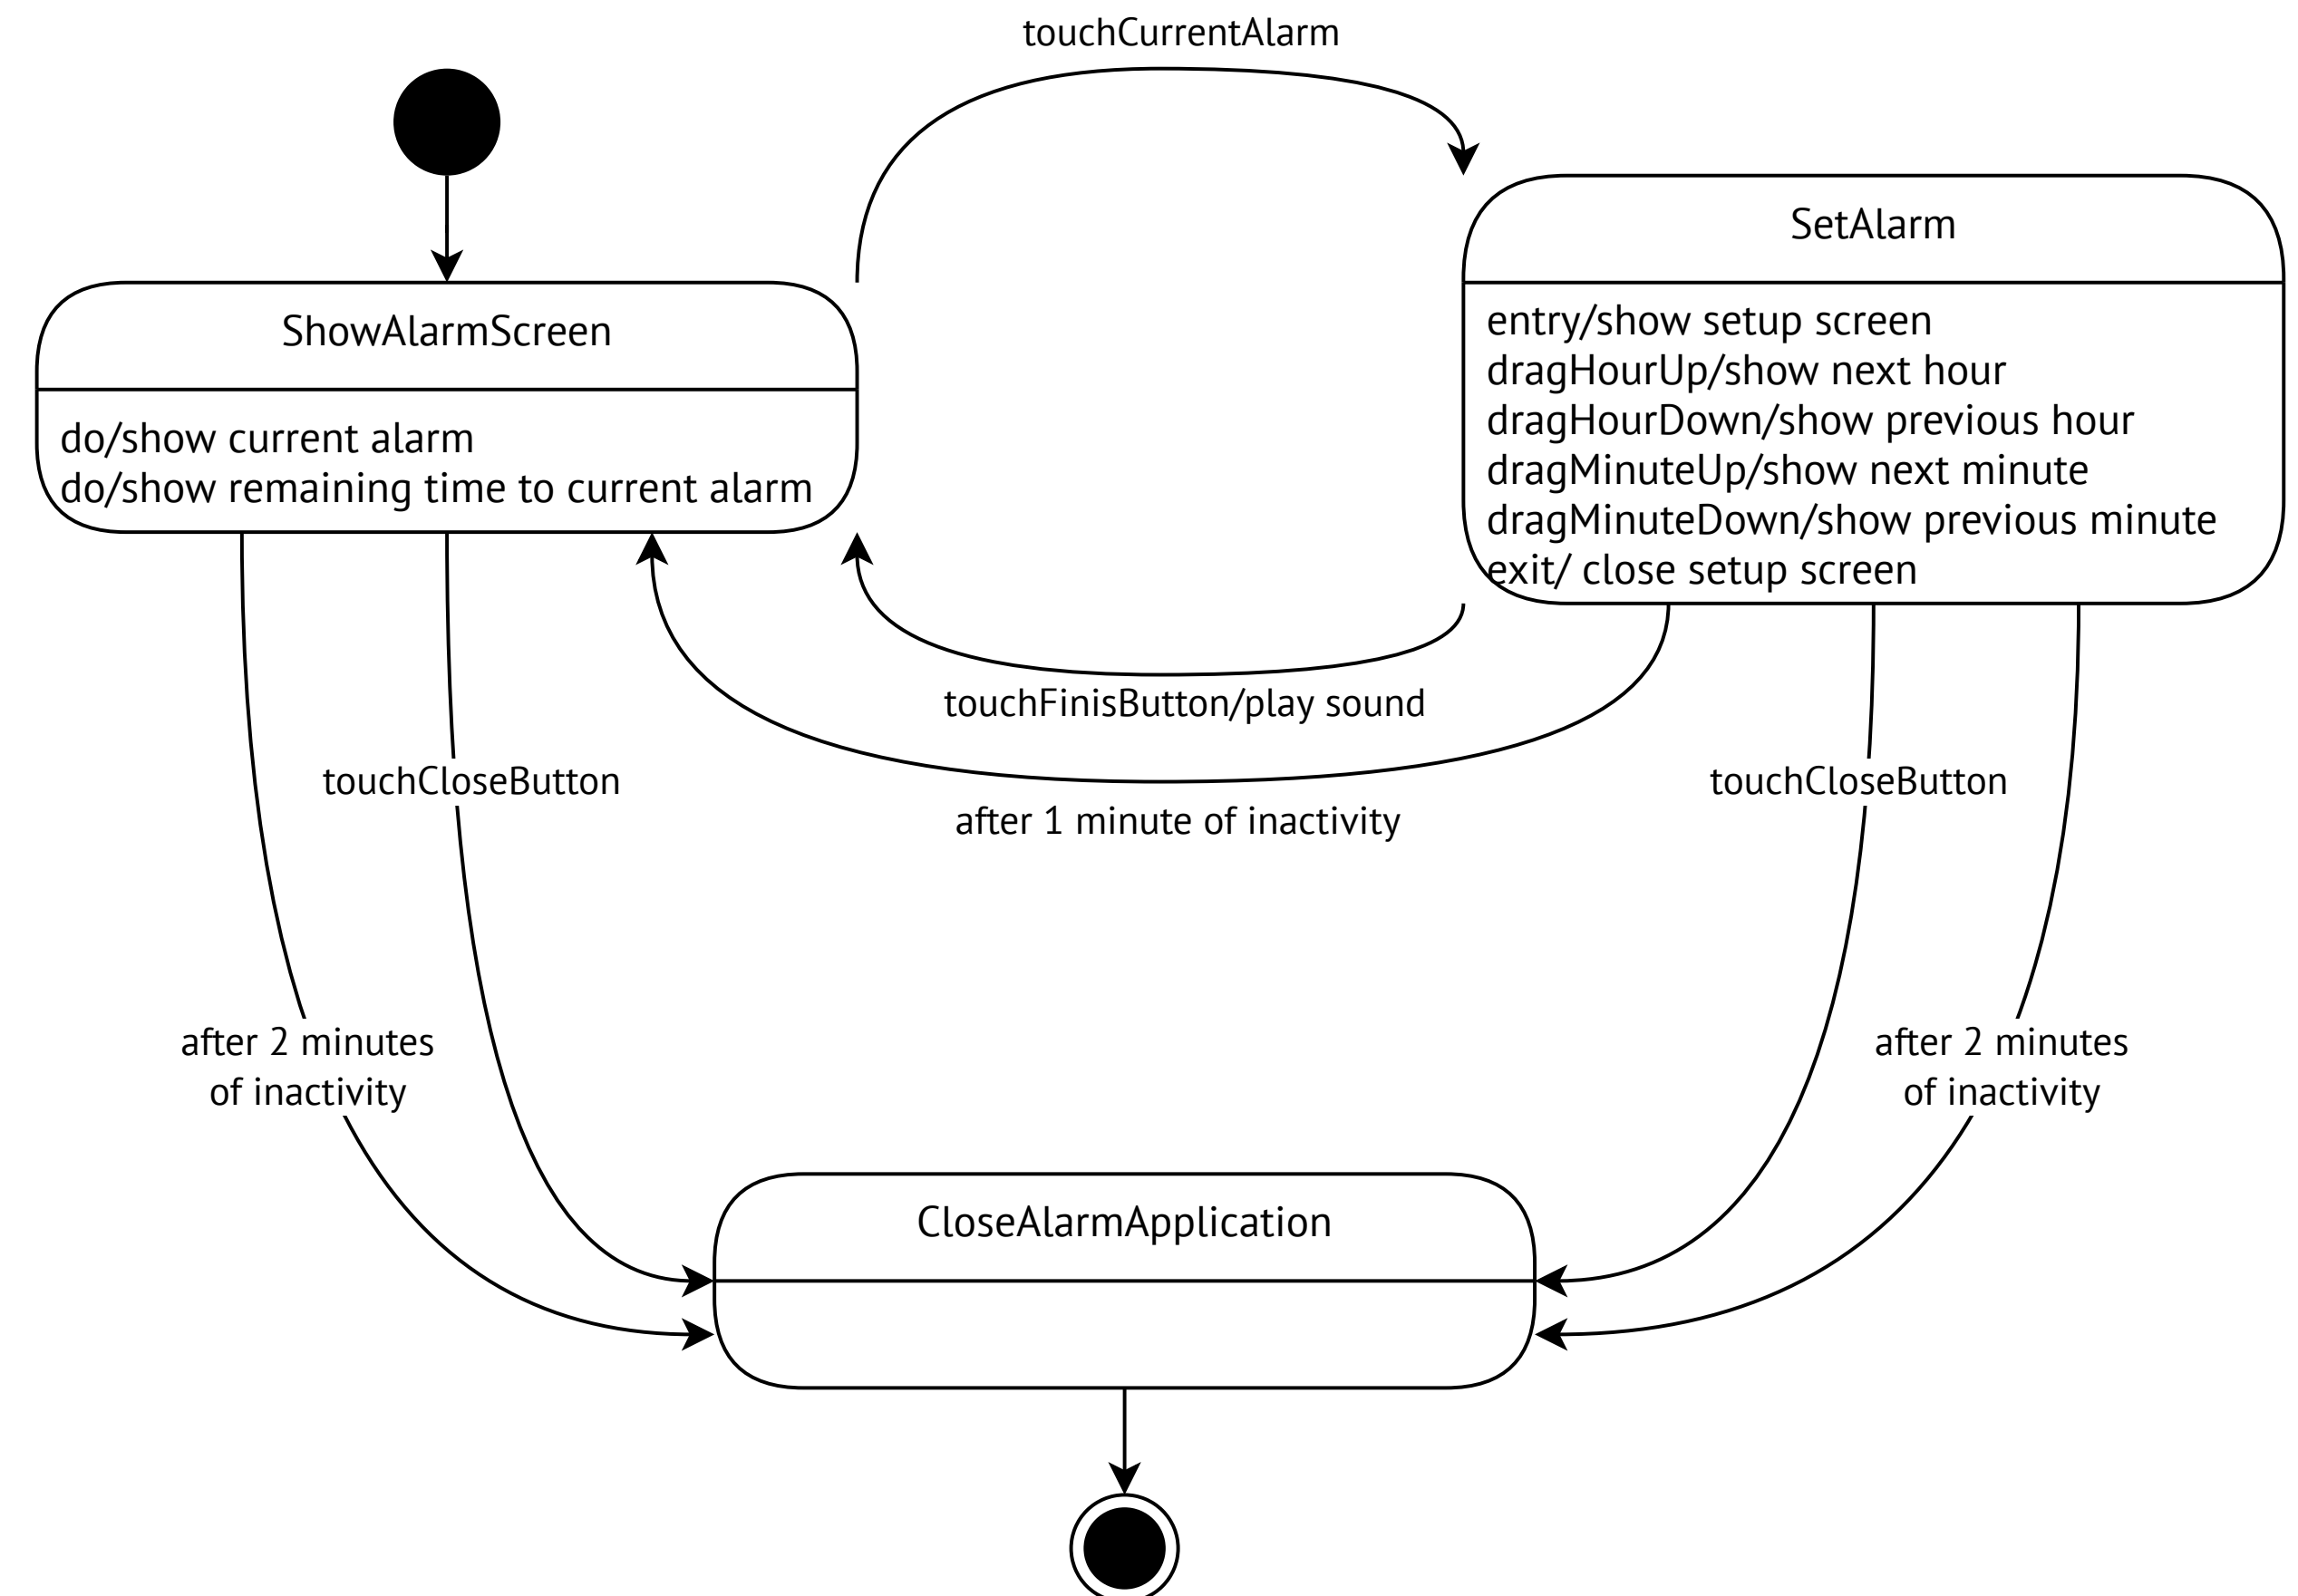 touchCurrentAlarm
ShowAlarmScreen
do/show current alarm
do/show remaining time to current alarm
SetAlarm
entry/show setup screen
dragHourUp/show next hour
dragHourDown/show previous hour
dragMinuteUp/show next minute
dragMinuteDown/show previous minute
exit/ close setup screen
touchFinisButton/play sound
after 1 minute of inactivity
touchCloseButton
touchCloseButton
after 2 minutes
of inactivity
after 2 minutes
of inactivity
CloseAlarmApplication